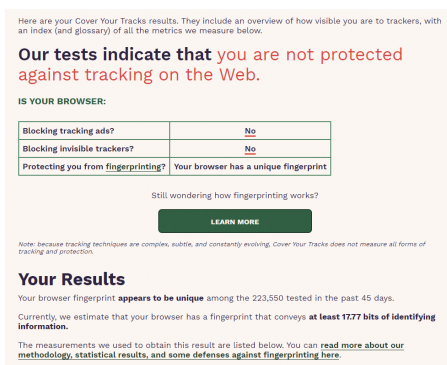 Here are your Cover Your Tracks results. They include an overview of how visible you are to trackers, with
an index (and glossary) of all the metrics we measure below.
Our tests indicate that you are not protected
against tracking on the Web.
IS YOUR BROWSER:
Blocking tracking ads? No
Blocking invisible trackers? No
Protecting you from fingerprinting? Your browser has a unique fingerprint
Still wondering how fingerprinting works?
LEARN MORE
Note: because tracking techniques are complex, subtle, and constantly evolving, Cover Your Tracks does not measure all forms of
tracking and protection.
Your Results
Your browser fingerprint appears to be unique among the 223,550 tested in the past 45 days.
Currently, we estimate that your browser has a fingerprint that conveys at least 17.77 bits of identifying
information.
The measurements we used to obtain this result are listed below. You can read more about our
methodology, statistical results, and some defenses against fingerprinting here.